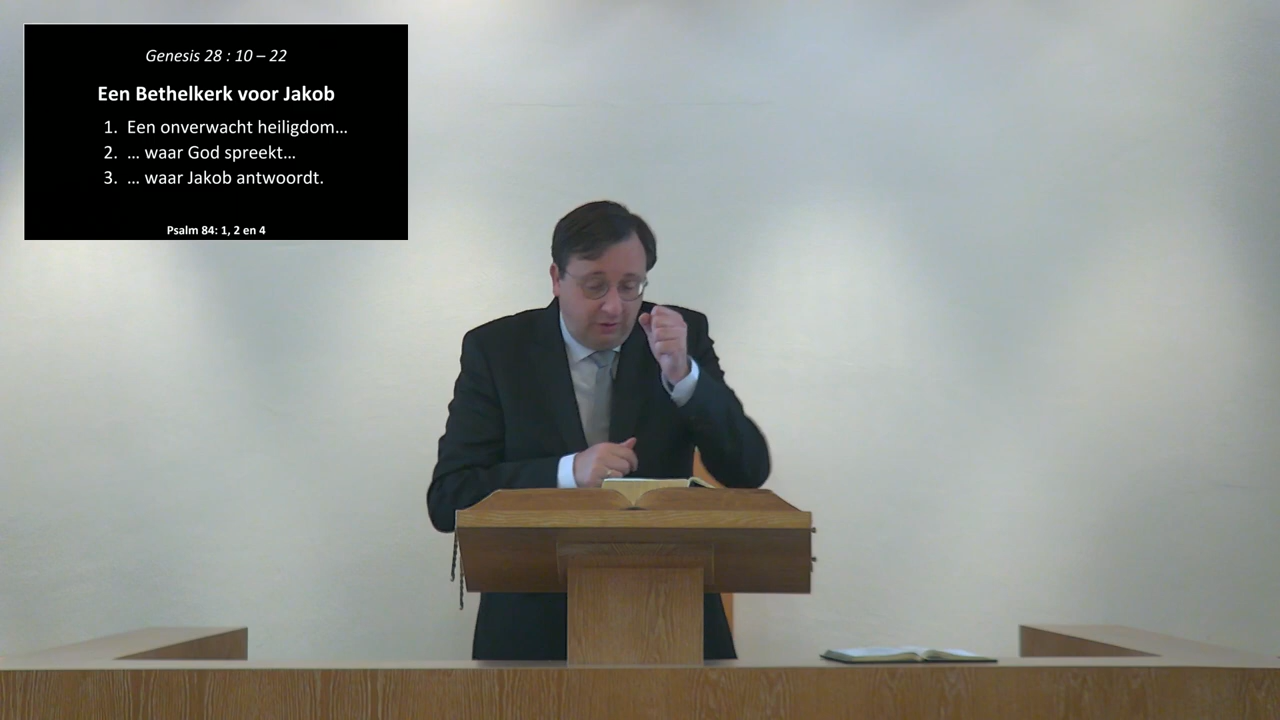 Genesis 28 : 10 – 22
Een Bethelkerk voor Jakob
1. Een onverwacht heiligdom…
2. … waar God spreekt…
3. … waar Jakob antwoordt.
Psalm 84: 1, 2 en 4